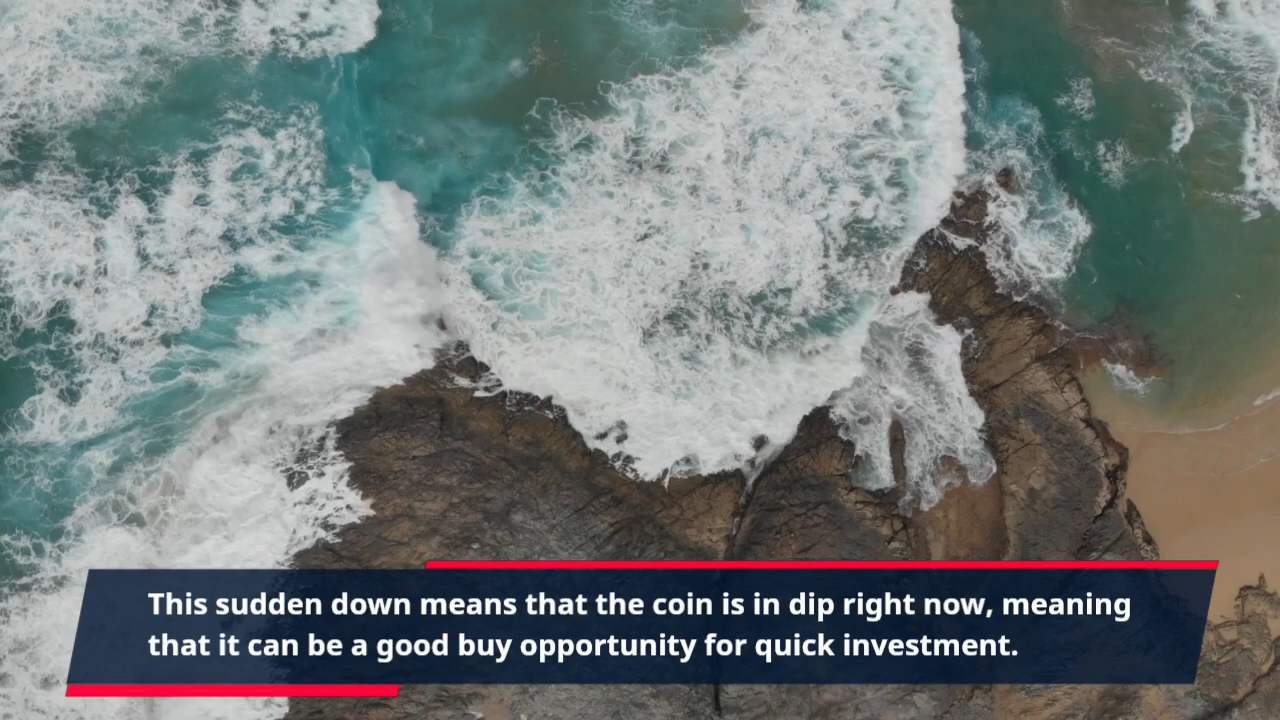 This sudden down means that the coin is in dip right now, meaning
that it can be a good buy opportunity for quick investment.